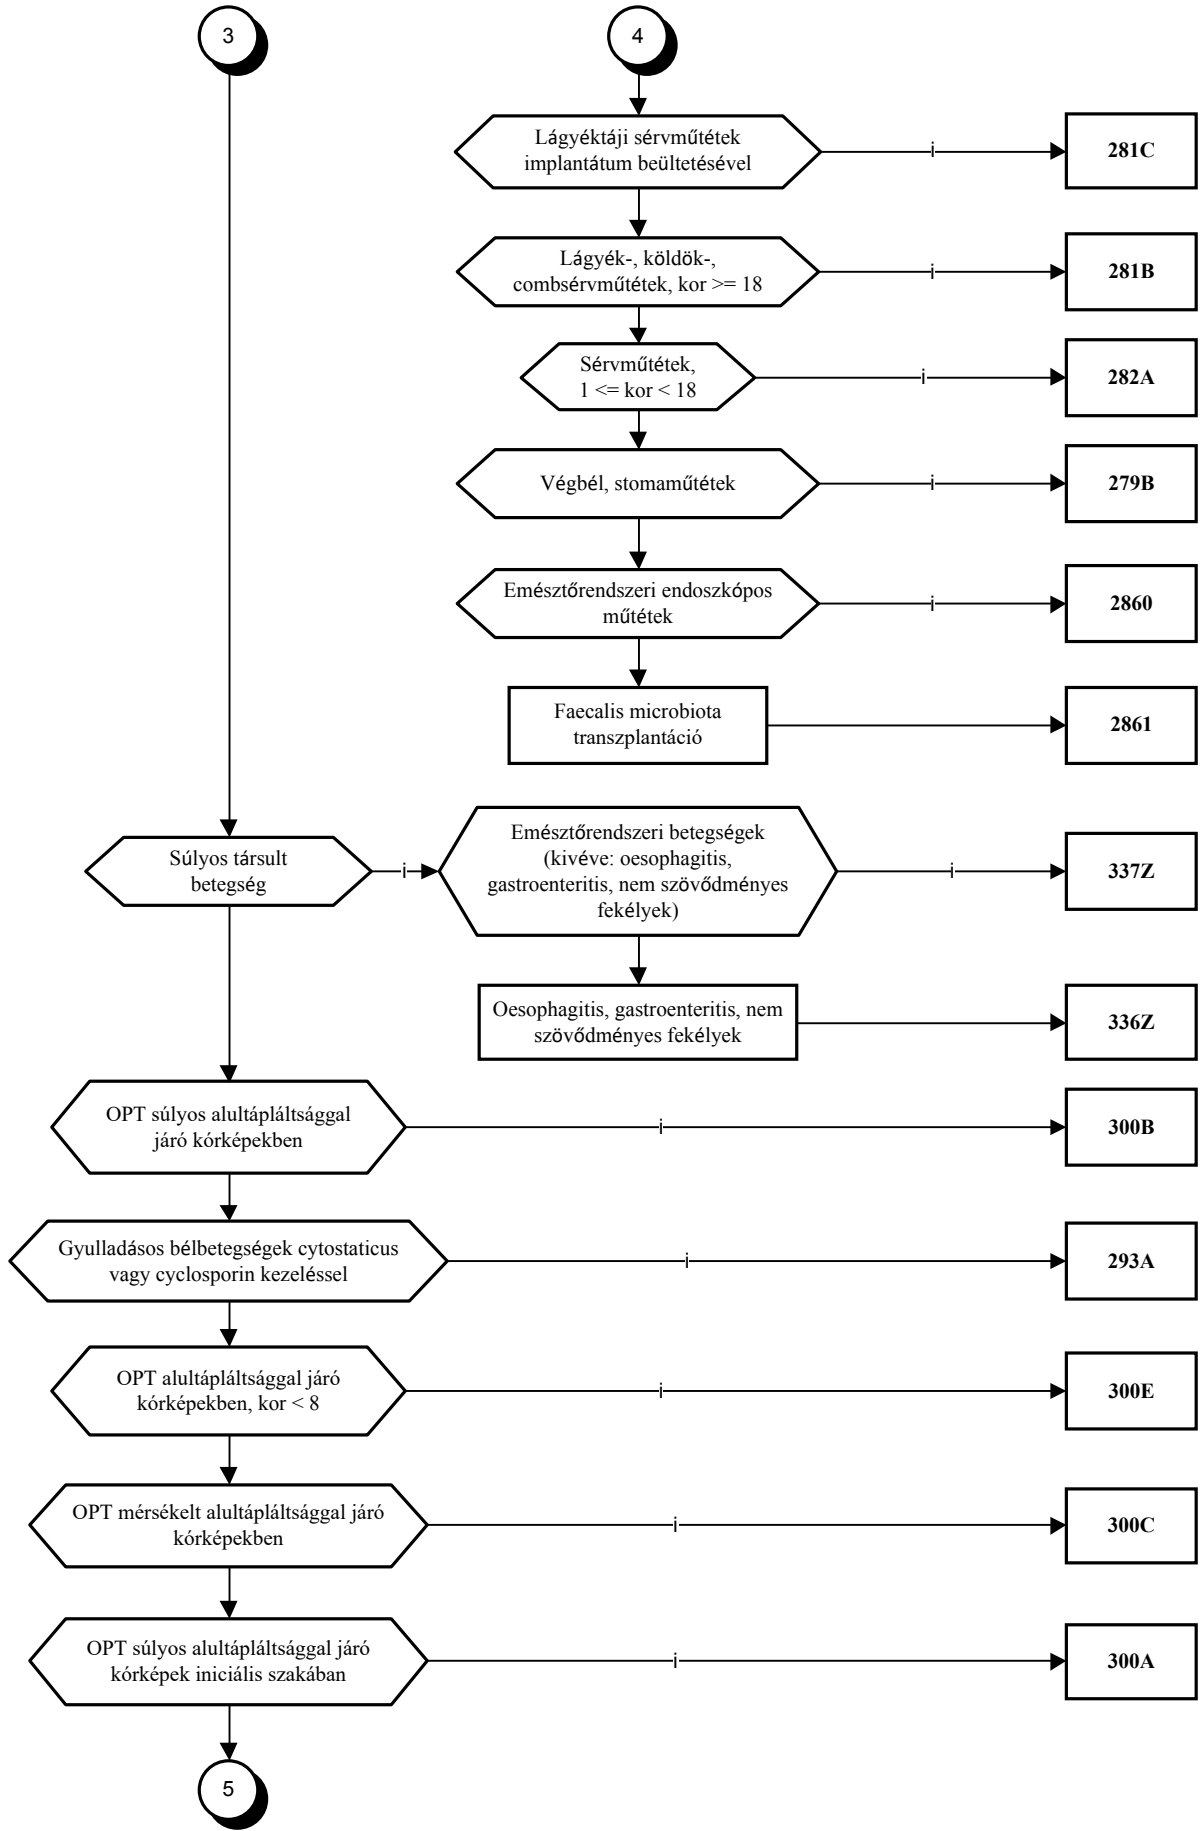 3
4
Lágyéktáji sérvműtétek
implantátum beültetésével
i
281C
Lágyék-, köldök-,
combsérvműtétek, kor >= 18
i
281B
Sérvműtétek,
1 <= kor < 18
i
282A
Végbél, stomaműtétek
i
279B
Emésztőrendszeri endoszkópos
műtétek
i
2860
Faecalis microbiota
transzplantáció
2861
Súlyos társult
betegség
i
Emésztőrendszeri betegségek
(kivéve: oesophagitis,
gastroenteritis, nem szövődményes
fekélyek)
i
337Z
Oesophagitis, gastroenteritis, nem
szövődményes fekélyek
336Z
OPT súlyos alultápláltsággal
járó kórképekben
i
300B
Gyulladásos bélbetegségek cytostaticus
vagy cyclosporin kezeléssel
i
293A
OPT alultápláltsággal járó
kórképekben, kor < 8
i
300E
OPT mérsékelt alultápláltsággal járó
kórképekben
i
300C
OPT súlyos alultápláltsággal járó
kórképek iniciális szakában
i
300A
5